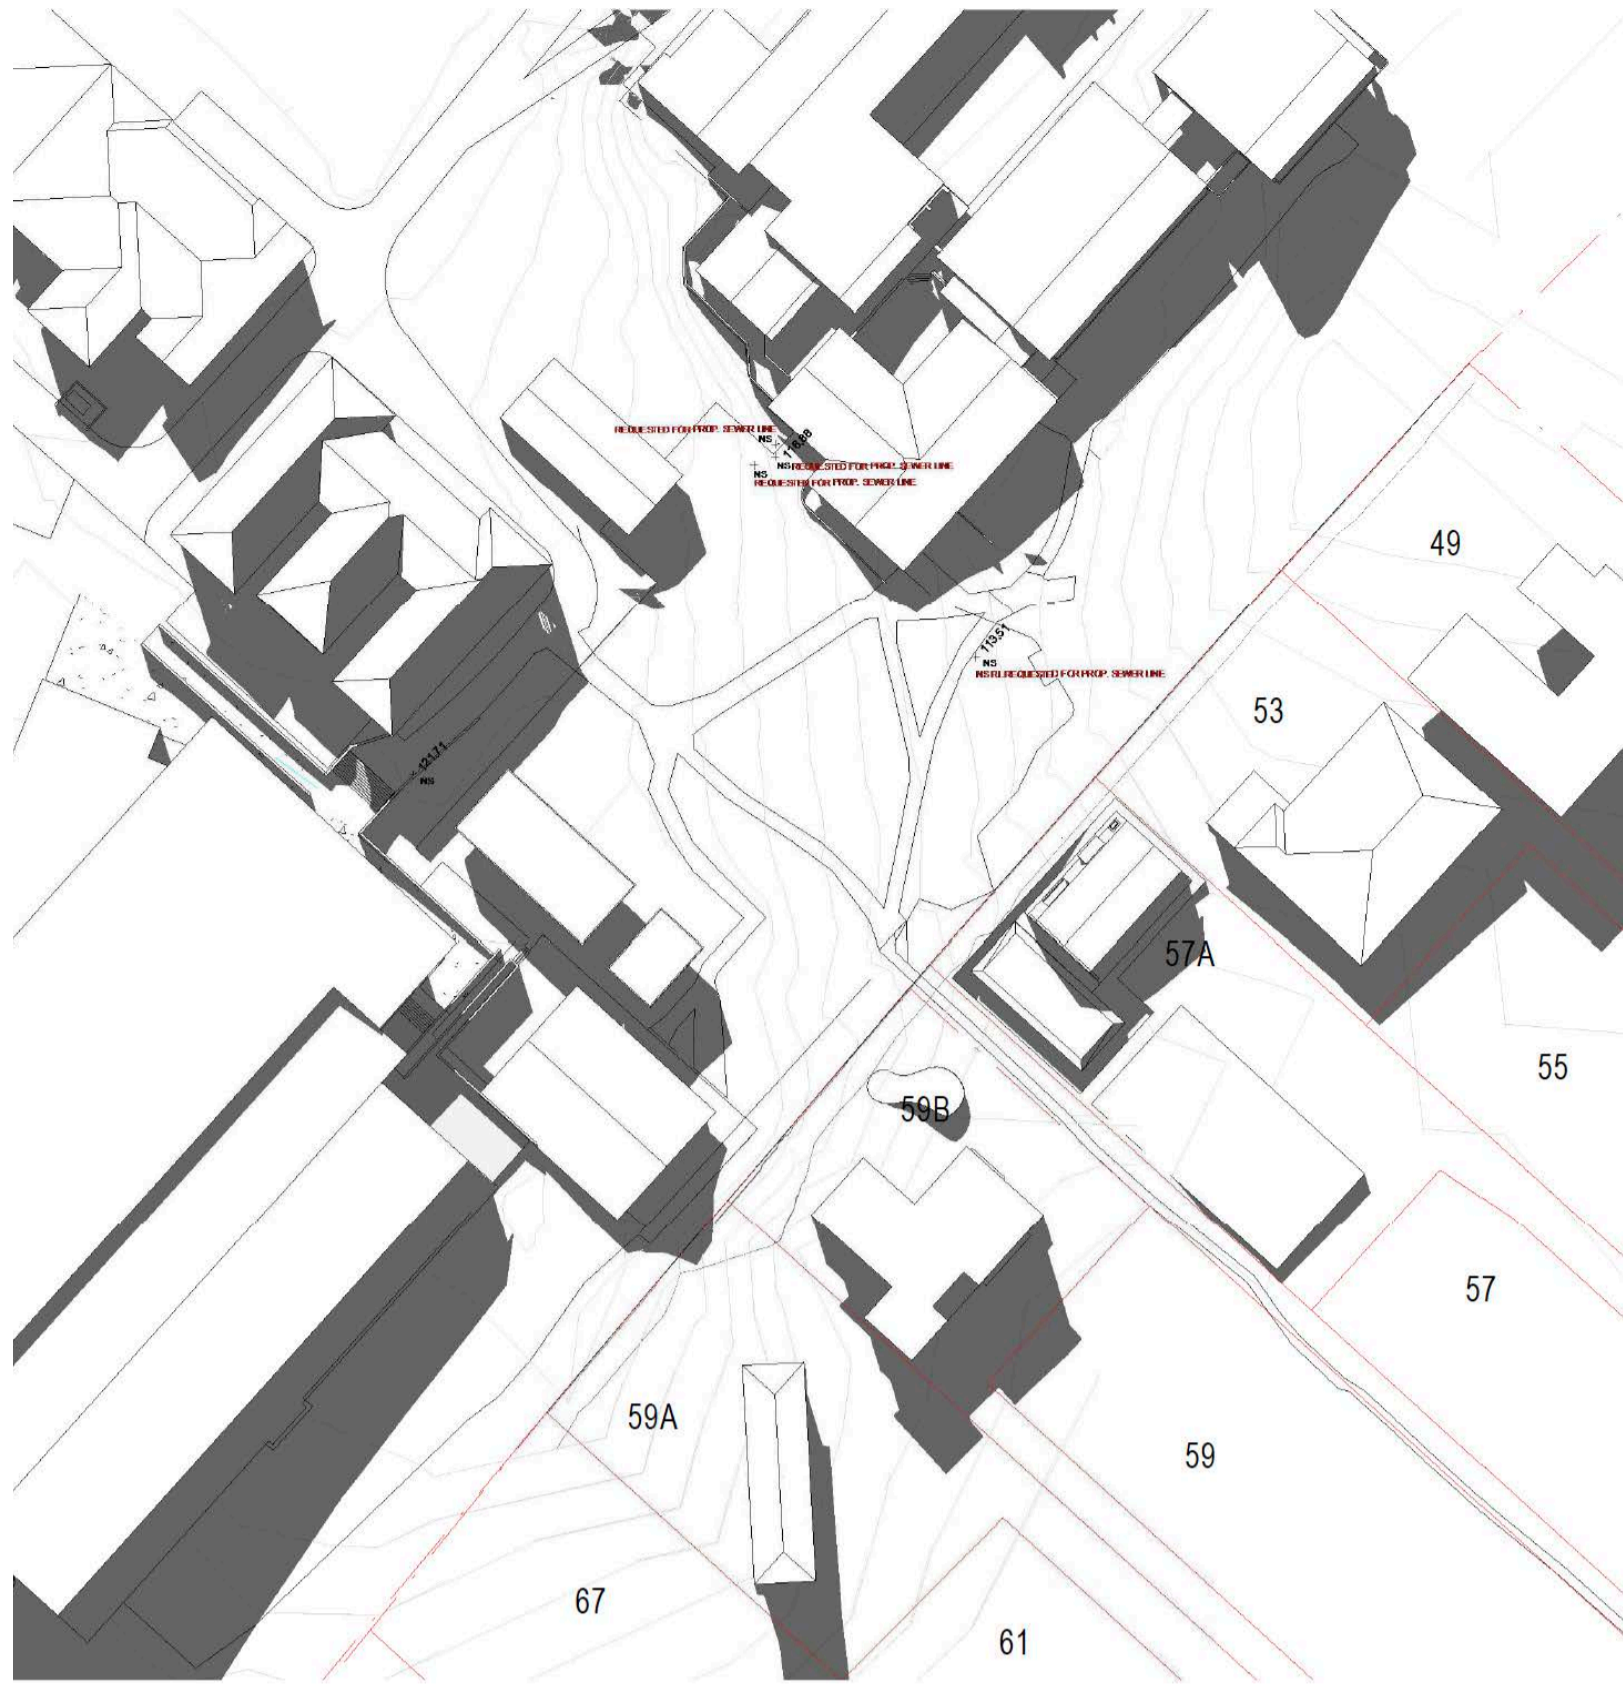 REQUESTED FOR PROP. SEWER LINE
NS
116.88
NS REQUESTED FOR PROP. SEWER LINE
NS
REQUESTED FOR PROP. SEWER LINE
49
113.51
NS
NS RL REQUESTED FOR PROP. SEWER LINE
53
121.71
NS
57A
55
59B
57
59A
59
67
61